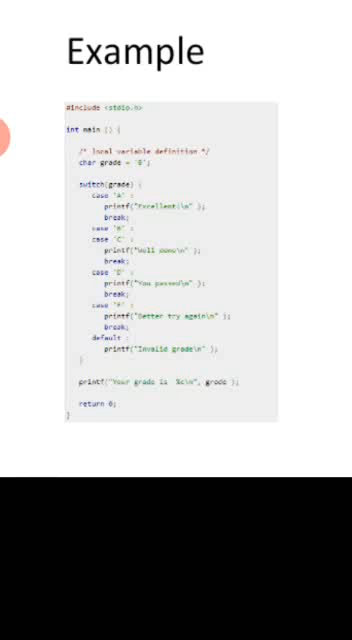 Example
#include <stdio.h>
int main () {
/* local variable definition */
char grade = 'B';
switch(grade) {
case 'A' :
printf("Excellent!\n" );
break;
case 'B' :
case 'C' :
printf("Well done\n" );
break;
case 'D' :
printf("You passed\n" );
break;
case 'F' :
printf("Better try again\n" );
break;
default :
printf("Invalid grade\n" );
}
printf("Your grade is %c\n", grade );
return 0;
}